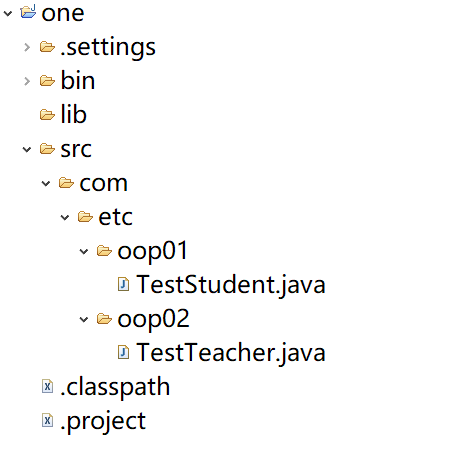 one
.settings
bin
lib
src
com
etc
oop01
TestStudent.java
oop02
TestTeacher.java
.classpath
.project